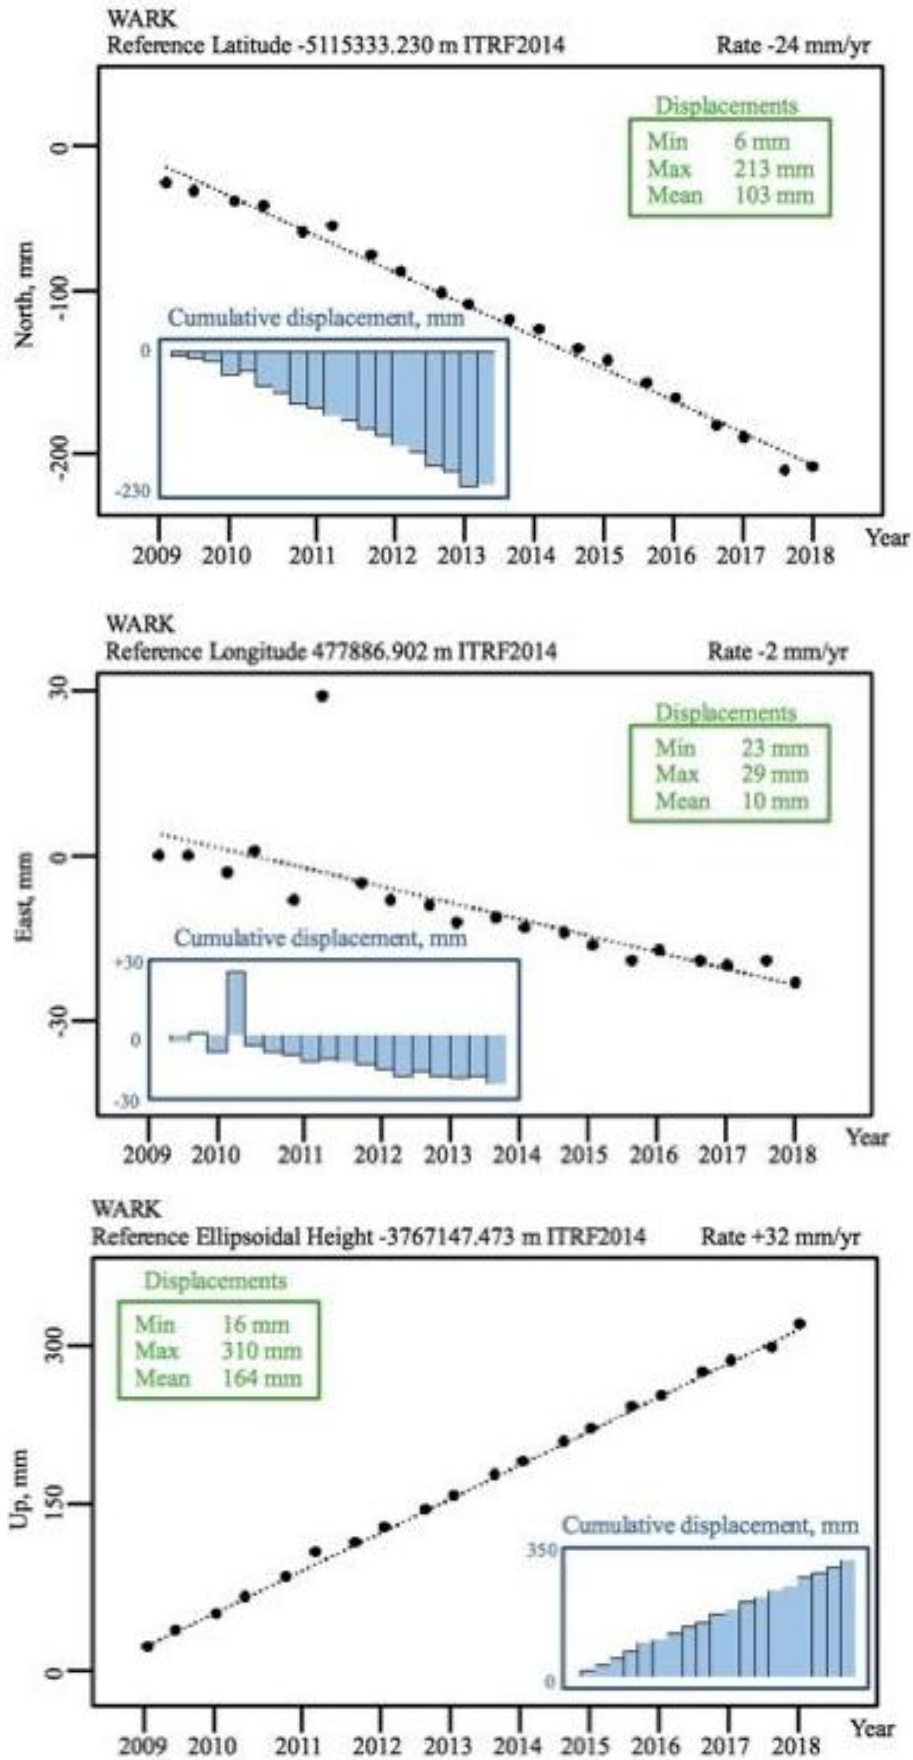 WARK
Reference Latitude -5115333.230 m ITRF2014 Rate -24 mm/yr
Displacements
Min 6 mm
Max 213 mm
Mean 103 mm
0
-100
-200
North, mm
Cumulative displacement, mm
0
-230
2009 2010 2011 2012 2013 2014 2015 2016 2017 2018
Year
WARK
Reference Longitude 477886.902 m ITRF2014 Rate -2 mm/yr
Displacements
Min 23 mm
Max 29 mm
Mean 10 mm
30
0
-30
East, mm
Cumulative displacement, mm
+30
0
-30
2009 2010 2011 2012 2013 2014 2015 2016 2017 2018
Year
WARK
Reference Ellipsoidal Height -3767147.473 m ITRF2014 Rate +32 mm/yr
Displacements
Min 16 mm
Max 310 mm
Mean 164 mm
300
150
0
Up, mm
Cumulative displacement, mm
350
0
2009 2010 2011 2012 2013 2014 2015 2016 2017 2018
Year